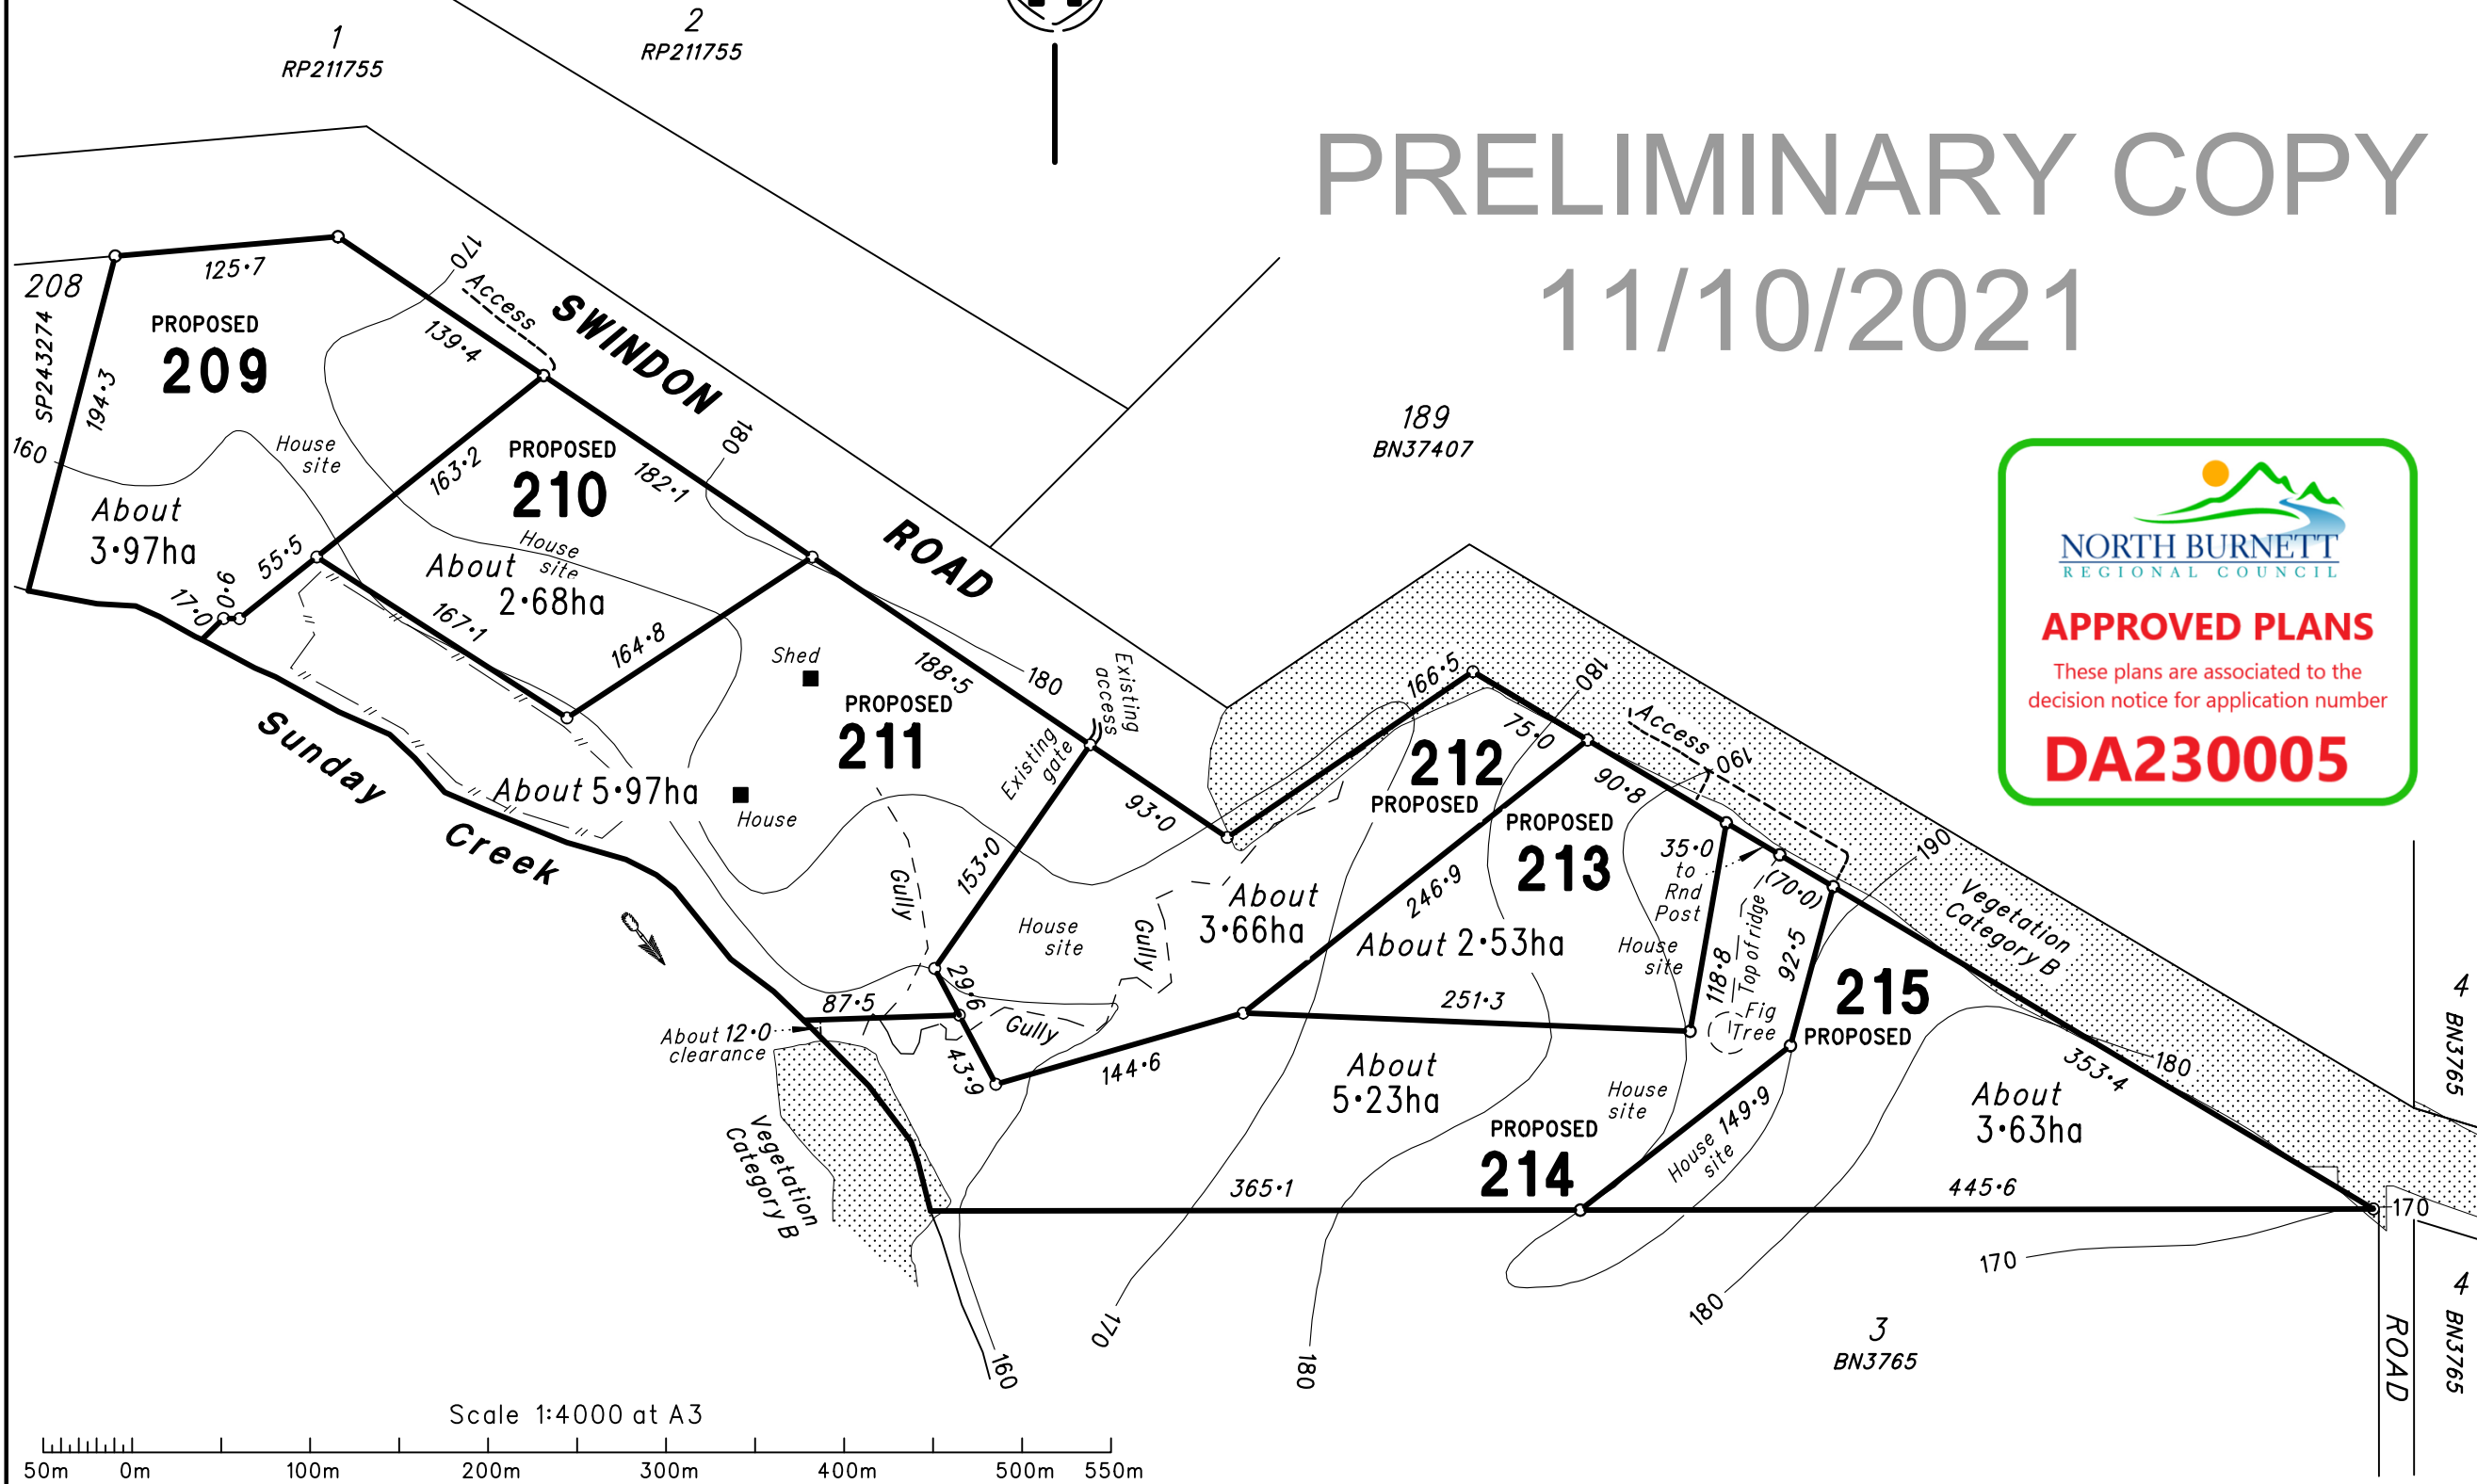 1
RP211755
2
RP211755
PRELIMINARY COPY
11/10/2021
208
SP243274
125·7
170
Access
139·4
SWINDON
ROAD
PROPOSED
209
194·3
160
House
site
About
3·97ha
163·2
PROPOSED
210
182·1
180
House
site
About
2·68ha
55·5
0·6
17·0
167·1
164·8
189
BN37407
NORTH BURNETT
REGIONAL COUNCIL
APPROVED PLANS
These plans are associated to the
decision notice for application number
DA230005
Shed
188·5
180
Existing
access
PROPOSED
211
Existing
gate
93·0
166·5
About 5·97ha
House
Sunday
Creek
Gully
153·0
75·0
180
212
PROPOSED
Access
190
90·8
PROPOSED
213
246·9
35·0
to
Rnd
Post
(70·0)
190
About
3·66ha
House
site
Gully
About 2·53ha
House
site
118·8
Top of ridge
92·5
Fig
Tree
Vegetation
Category B
215
PROPOSED
29·6
87·5
About 12·0
clearance
Gully
43·9
144·6
251·3
About
5·23ha
House
site
PROPOSED
214
House
site
149·9
353·4
180
About
3·63ha
4
BN3765
Vegetation
Category B
365·1
445·6
170
170
160
170
180
180
3
BN3765
ROAD
4
BN3765
Scale 1:4000 at A3
50m 0m 100m 200m 300m 400m 500m 550m